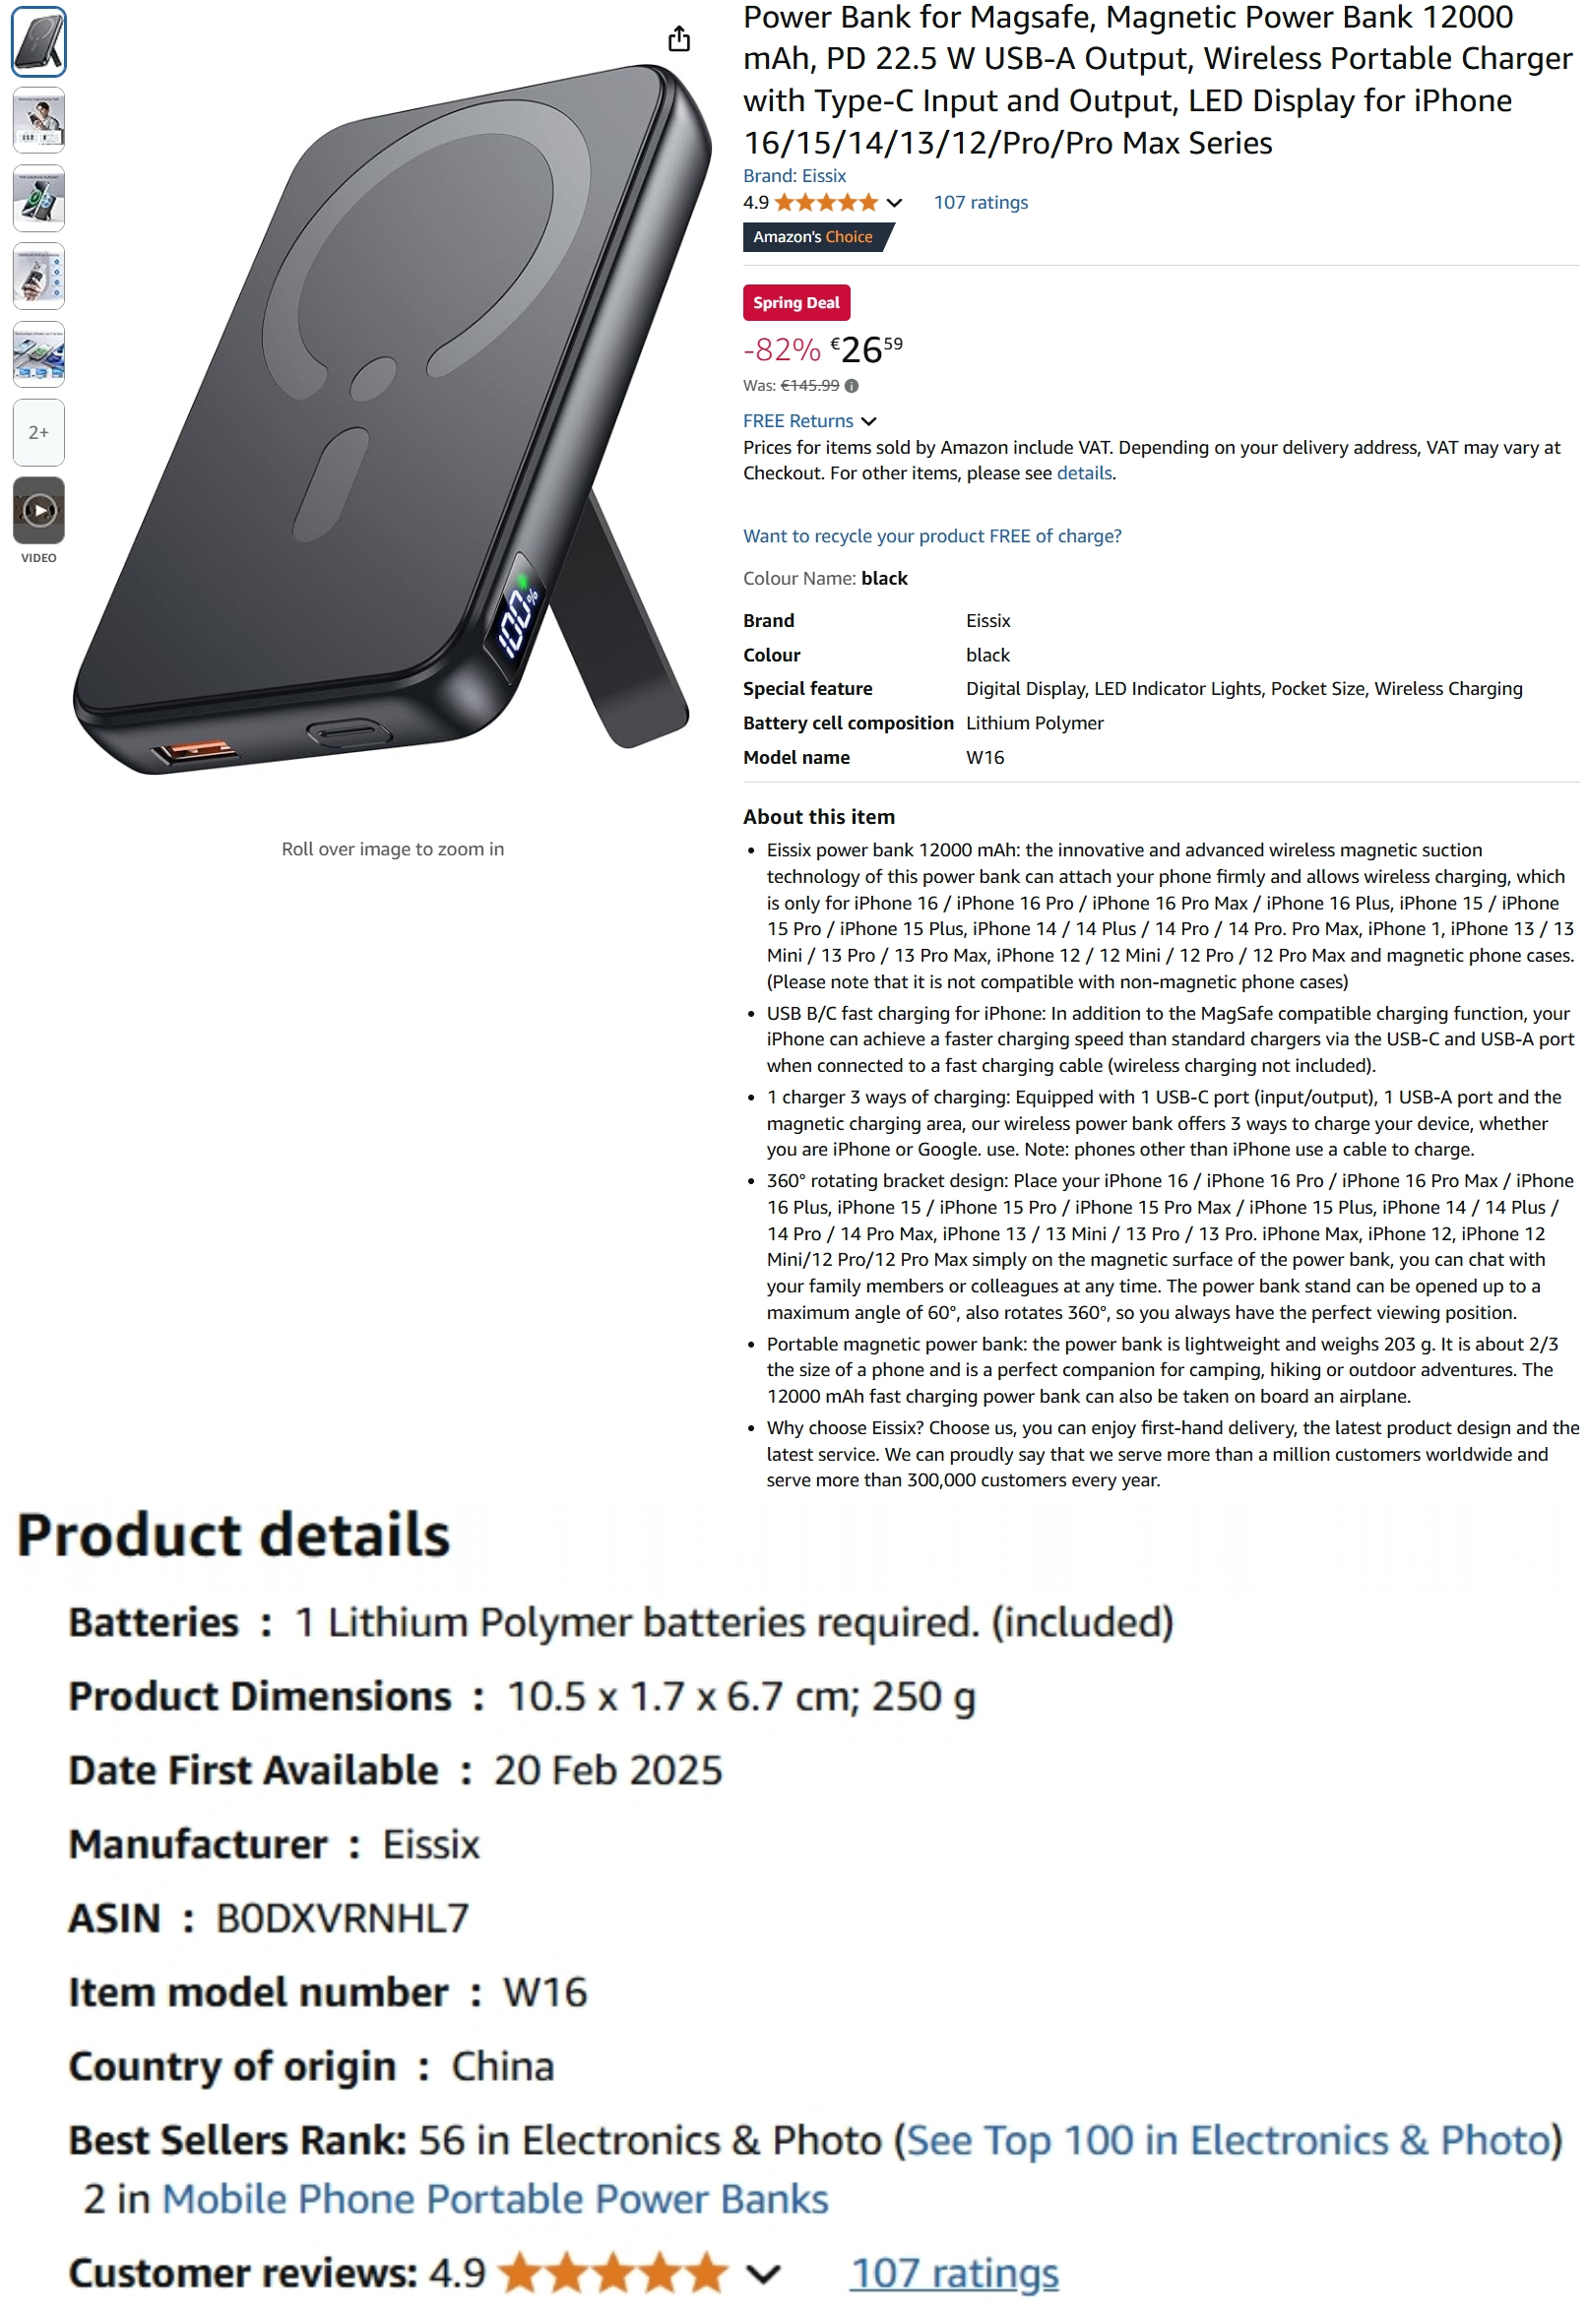 Power Bank for Magsafe, Magnetic Power Bank 12000
mAh, PD 22.5 W USB-A Output, Wireless Portable Charger
with Type-C Input and Output, LED Display for iPhone
16/15/14/13/12/Pro/Pro Max Series
Brand: Eissix
4.9
107 ratings
Amazon's Choice
Spring Deal
-82% €26⁵⁹
Was: €145.99
FREE Returns
Prices for items sold by Amazon include VAT. Depending on your delivery address, VAT may vary at
Checkout. For other items, please see details.
Want to recycle your product FREE of charge?
Colour Name: black
Brand Eissix
Colour black
Special feature Digital Display, LED Indicator Lights, Pocket Size, Wireless Charging
Battery cell composition Lithium Polymer
Model name W16
2+
VIDEO
100%
Roll over image to zoom in
About this item
• Eissix power bank 12000 mAh: the innovative and advanced wireless magnetic suction
technology of this power bank can attach your phone firmly and allows wireless charging, which
is only for iPhone 16 / iPhone 16 Pro / iPhone 16 Pro Max / iPhone 16 Plus, iPhone 15 / iPhone
15 Pro / iPhone 15 Plus, iPhone 14 / 14 Plus / 14 Pro / 14 Pro. Pro Max, iPhone 1, iPhone 13 / 13
Mini / 13 Pro / 13 Pro Max, iPhone 12 / 12 Mini / 12 Pro / 12 Pro Max and magnetic phone cases.
(Please note that it is not compatible with non-magnetic phone cases)
• USB B/C fast charging for iPhone: In addition to the MagSafe compatible charging function, your
iPhone can achieve a faster charging speed than standard chargers via the USB-C and USB-A port
when connected to a fast charging cable (wireless charging not included).
• 1 charger 3 ways of charging: Equipped with 1 USB-C port (input/output), 1 USB-A port and the
magnetic charging area, our wireless power bank offers 3 ways to charge your device, whether
you are iPhone or Google. use. Note: phones other than iPhone use a cable to charge.
• 360° rotating bracket design: Place your iPhone 16 / iPhone 16 Pro / iPhone 16 Pro Max / iPhone
16 Plus, iPhone 15 / iPhone 15 Pro / iPhone 15 Pro Max / iPhone 15 Plus, iPhone 14 / 14 Plus /
14 Pro / 14 Pro Max, iPhone 13 / 13 Mini / 13 Pro / 13 Pro. iPhone Max, iPhone 12, iPhone 12
Mini/12 Pro/12 Pro Max simply on the magnetic surface of the power bank, you can chat with
your family members or colleagues at any time. The power bank stand can be opened up to a
maximum angle of 60°, also rotates 360°, so you always have the perfect viewing position.
• Portable magnetic power bank: the power bank is lightweight and weighs 203 g. It is about 2/3
the size of a phone and is a perfect companion for camping, hiking or outdoor adventures. The
12000 mAh fast charging power bank can also be taken on board an airplane.
• Why choose Eissix? Choose us, you can enjoy first-hand delivery, the latest product design and the
latest service. We can proudly say that we serve more than a million customers worldwide and
serve more than 300,000 customers every year.
Product details
Batteries : 1 Lithium Polymer batteries required. (included)
Product Dimensions : 10.5 x 1.7 x 6.7 cm; 250 g
Date First Available : 20 Feb 2025
Manufacturer : Eissix
ASIN : B0DXVRNHL7
Item model number : W16
Country of origin : China
Best Sellers Rank: 56 in Electronics & Photo (See Top 100 in Electronics & Photo)
2 in Mobile Phone Portable Power Banks
Customer reviews: 4.9
107 ratings